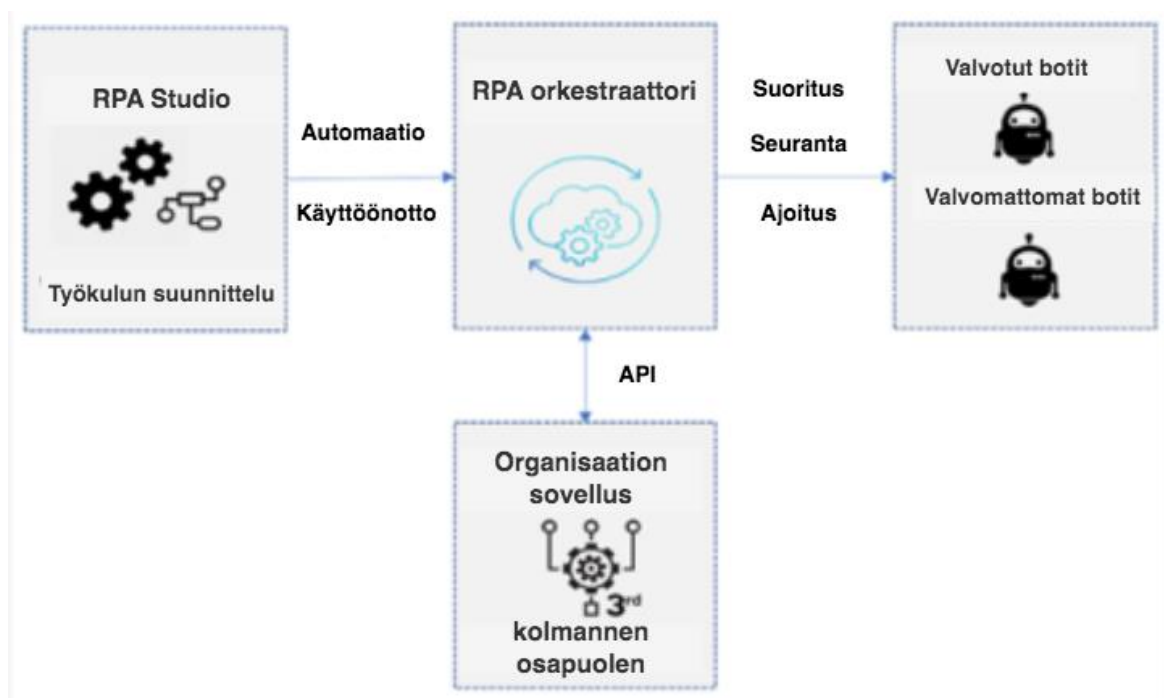 RPA Studio
Työkulun suunnittelu
Automaatio
Käyttöönotto
RPA orkestraattori
Suoritus
Seuranta
Ajoitus
Valvotut botit
Valvomattomat botit
API
Organisaation
sovellus
3rd
kolmannen
osapuolen